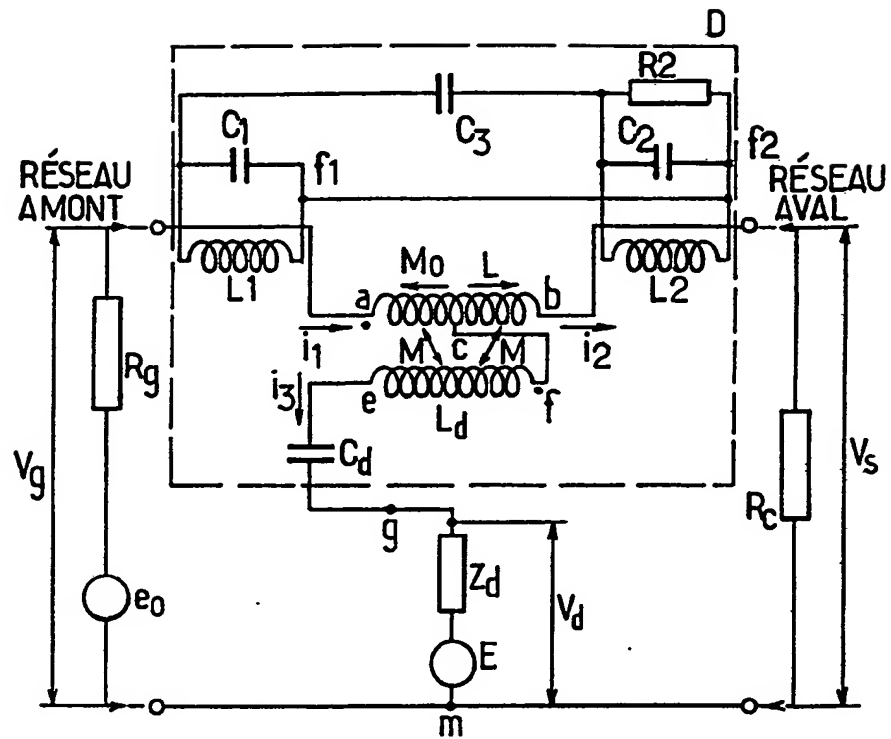 D
R2
C3
C1
C2
f1
f2
RÉSEAU
AMONT
RÉSEAU
AVAL
L1
L2
Mo
L
a
b
i1
M
c
M
i2
i3
e
Ld
f
Rg
Cd
Vg
Vs
Rc
g
Zd
Vd
eo
E
m